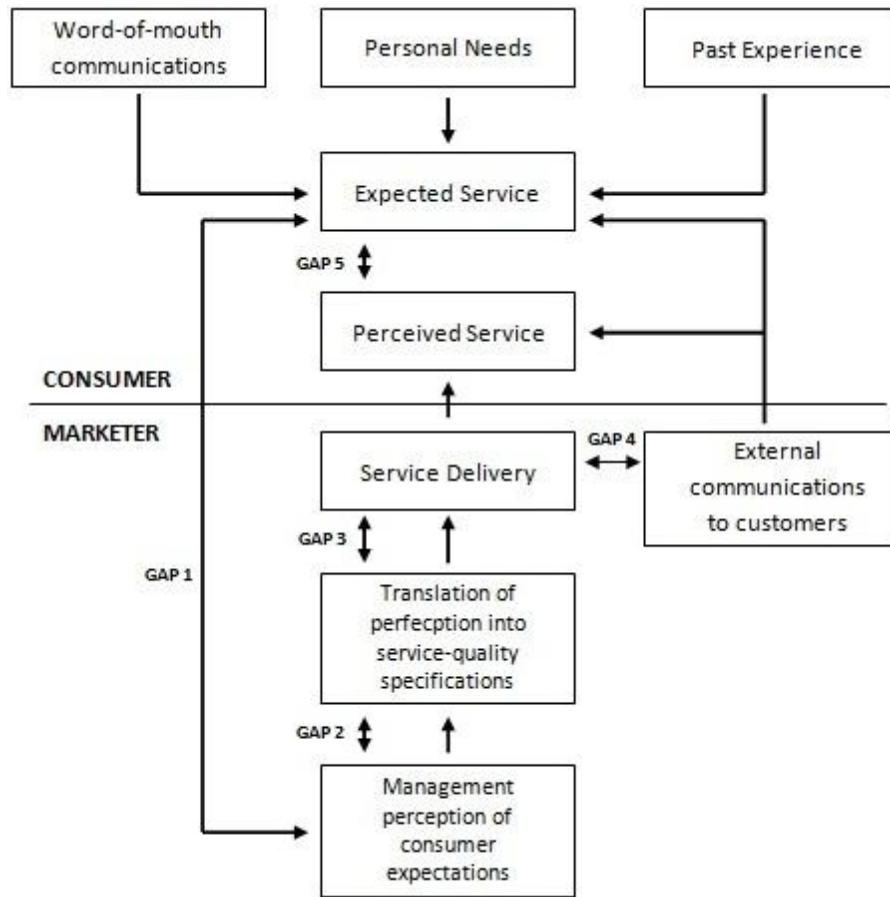 Word-of-mouth
communications
Personal Needs
Past Experience
Expected Service
GAP 5
Perceived Service
CONSUMER
MARKETER
Service Delivery
GAP 4
External
communications
to customers
GAP 3
GAP 1
Translation of
perfecption into
service-quality
specifications
GAP 2
Management
perception of
consumer
expectations